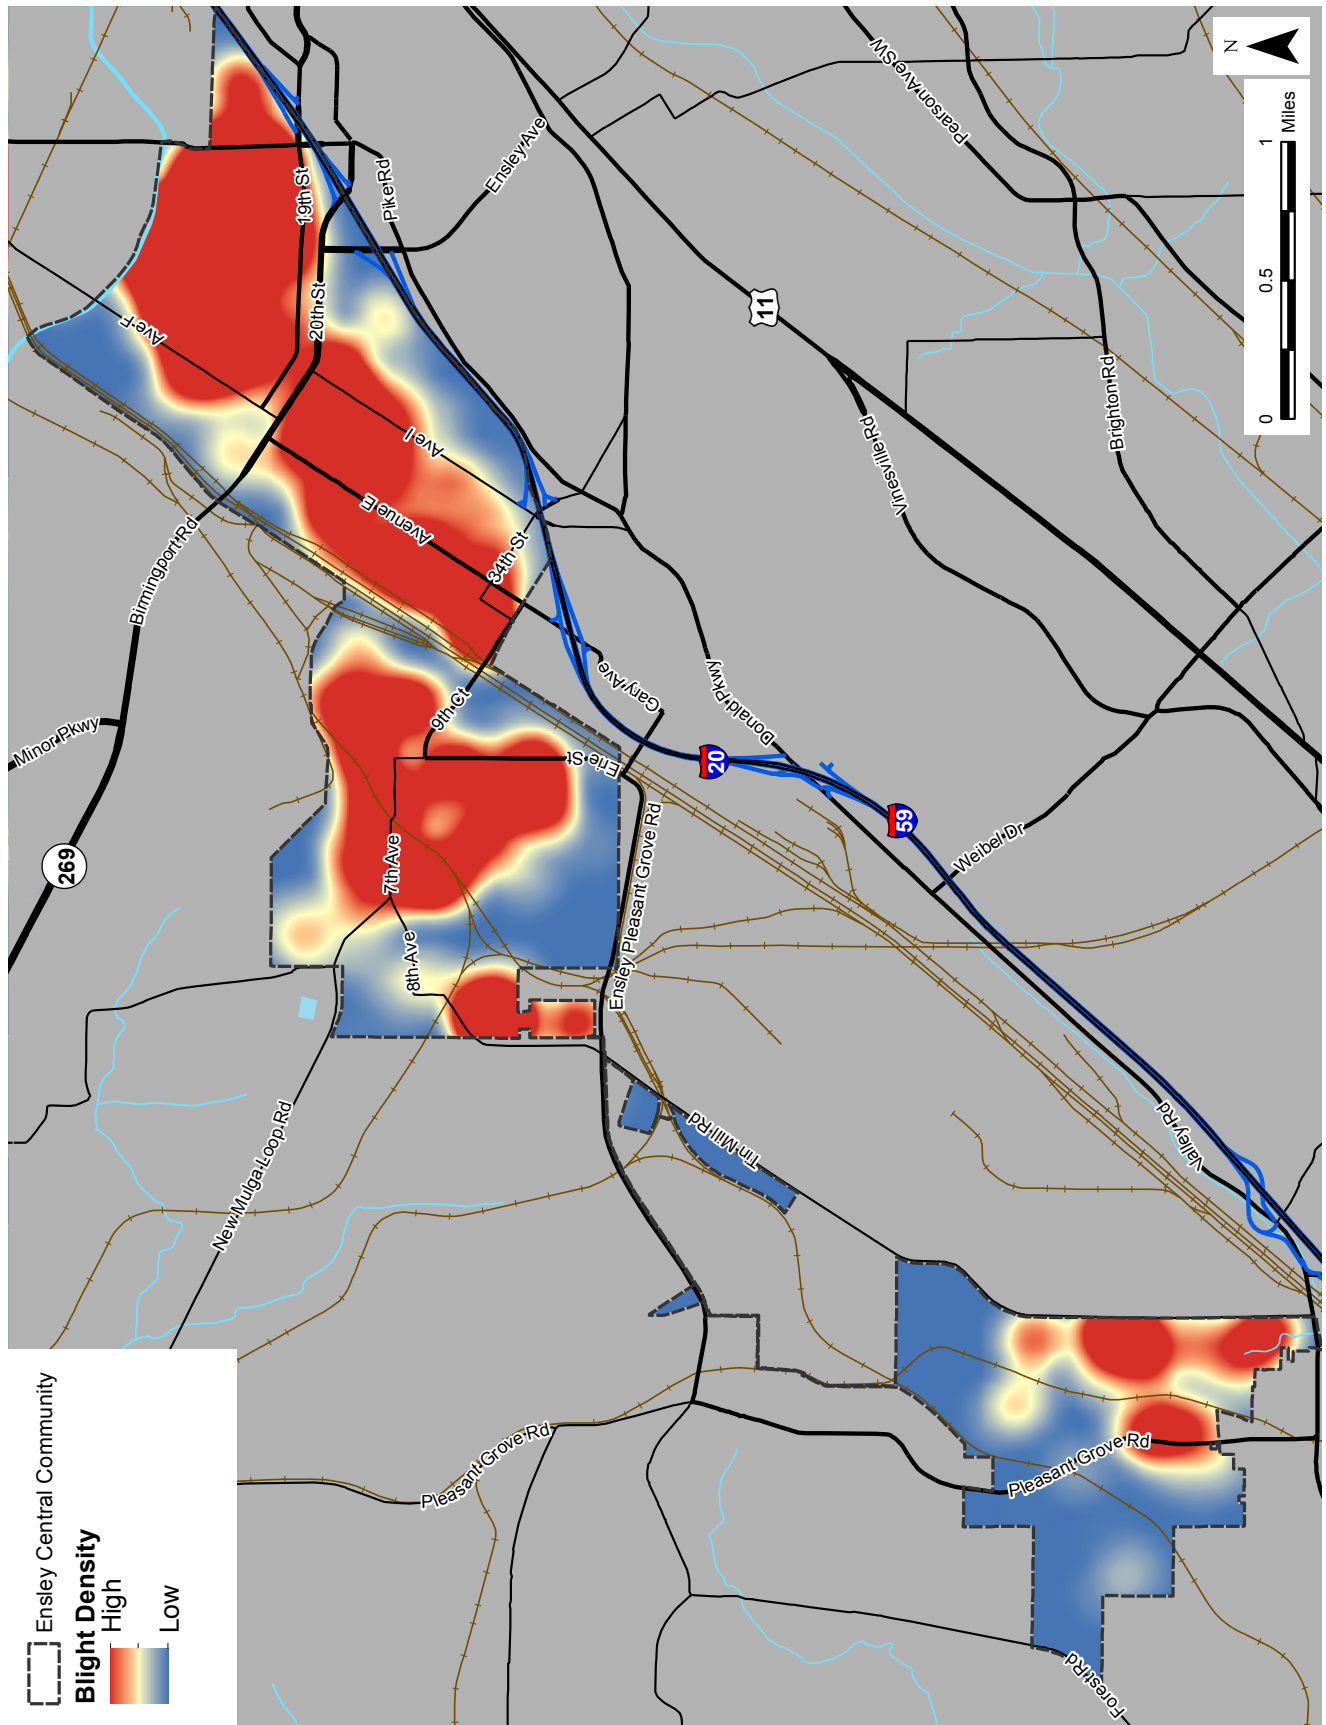 Ensley Central Community
Blight Density
High
Low
N
0
0.5
1
Miles
Minor Pkwy
269
Birmingport Rd
Ave F
19th St
20th St
Pike Rd
Ensley Ave
Pearson Ave SW
Ave I
Avenue E
34th St
9th Ct
Erie St
Gary Ave
11
Donald Pkwy
Vinesville Rd
Brighton Rd
20
59
Weibel Dr
7th Ave
8th Ave
Ensley Pleasant Grove Rd
New Mulga Loop Rd
Tin Mill Rd
Valley Rd
Pleasant Grove Rd
Pleasant Grove Rd
Forest Rd